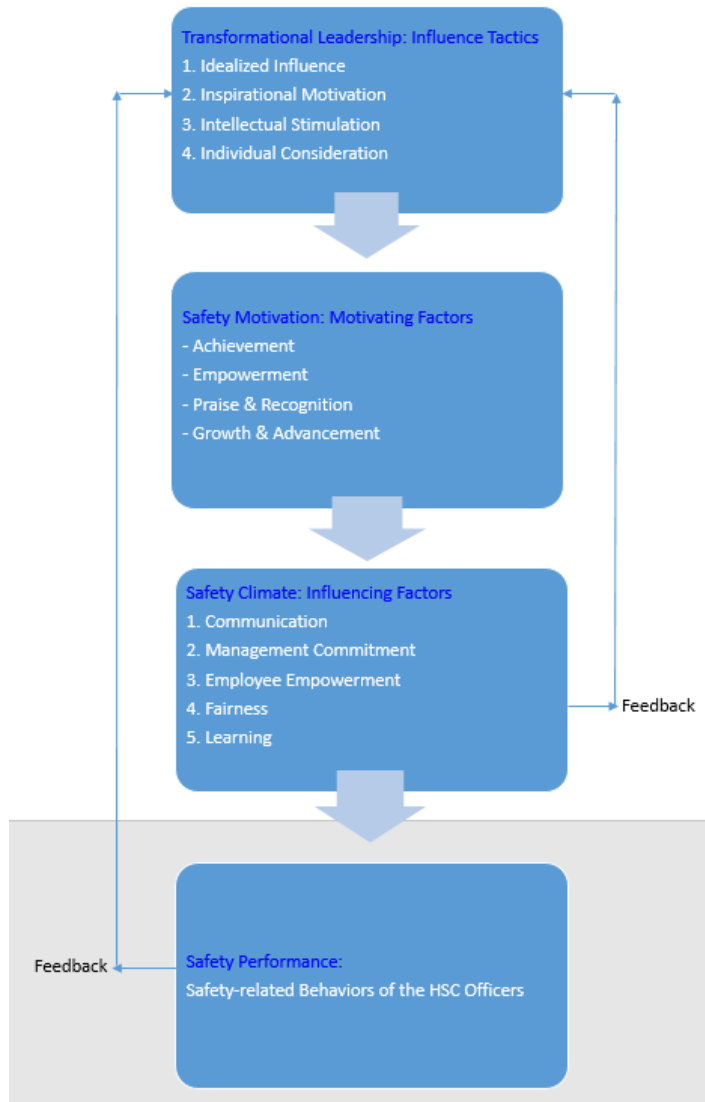 Transformational Leadership: Influence Tactics
1. Idealized Influence
2. Inspirational Motivation
3. Intellectual Stimulation
4. Individual Consideration
Safety Motivation: Motivating Factors
- Achievement
- Empowerment
- Praise & Recognition
- Growth & Advancement
Safety Climate: Influencing Factors
1. Communication
2. Management Commitment
3. Employee Empowerment
4. Fairness
5. Learning
Feedback
Feedback
Safety Performance:
Safety-related Behaviors of the HSC Officers